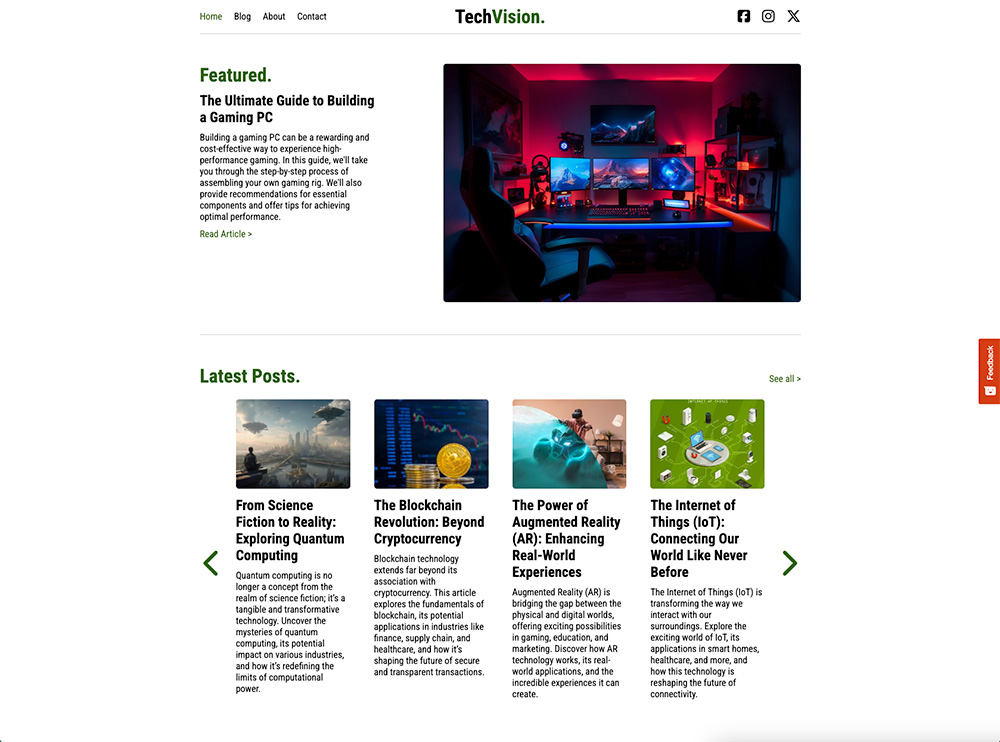 Home Blog About Contact
TechVision.
Featured.
The Ultimate Guide to Building
a Gaming PC
Building a gaming PC can be a rewarding and
cost-effective way to experience high-
performance gaming. In this guide, we'll take
you through the step-by-step process of
assembling your own gaming rig. We'll also
provide recommendations for essential
components and offer tips for achieving
optimal performance.
Read Article >
Feedback
Latest Posts.
See all >
INTERNET OF THINGS
From Science
Fiction to Reality:
Exploring Quantum
Computing
Quantum computing is no
longer a concept from the
realm of science fiction; it's a
tangible and transformative
technology. Uncover the
mysteries of quantum
computing, its potential
impact on various industries,
and how it's redefining the
limits of computational
power.
The Blockchain
Revolution: Beyond
Cryptocurrency
Blockchain technology
extends far beyond its
association with
cryptocurrency. This article
explores the fundamentals of
blockchain, its potential
applications in industries like
finance, supply chain, and
healthcare, and how it's
shaping the future of secure
and transparent transactions.
The Power of
Augmented Reality
(AR): Enhancing
Real-World
Experiences
Augmented Reality (AR) is
bridging the gap between the
physical and digital worlds,
offering exciting possibilities
in gaming, education, and
marketing. Discover how AR
technology works, its real-
world applications, and the
incredible experiences it can
create.
The Internet of
Things (IoT):
Connecting Our
World Like Never
Before
The Internet of Things (IoT) is
transforming the way we
interact with our
surroundings. Explore the
exciting world of IoT, its
applications in smart homes,
healthcare, and more, and
how this technology is
reshaping the future of
connectivity.